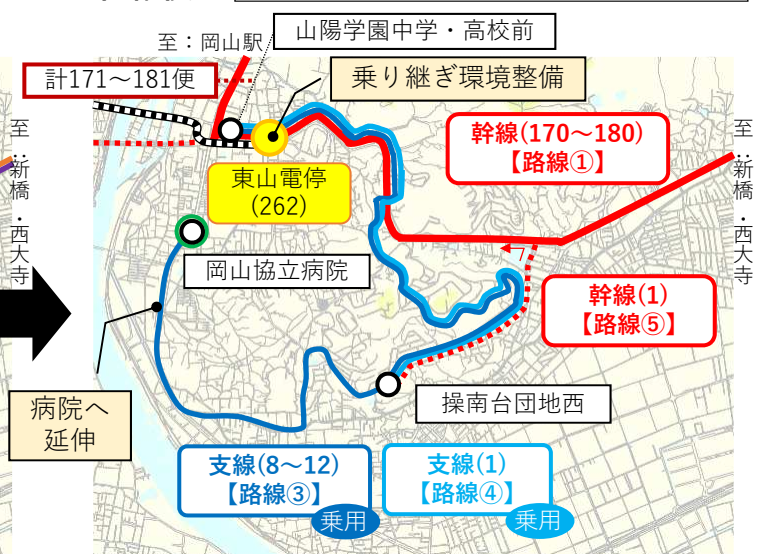 山陽学園中学・高校前
至：岡山駅
計171～181便
乗り継ぎ環境整備
至：新橋・西大寺
幹線(170～180)
【路線①】
至：新橋・西大寺
東山電停
(262)
岡山協立病院
幹線(1)
【路線⑤】
病院へ
延伸
操南台団地西
支線(8～12)
【路線③】
乗用
支線(1)
【路線④】
乗用